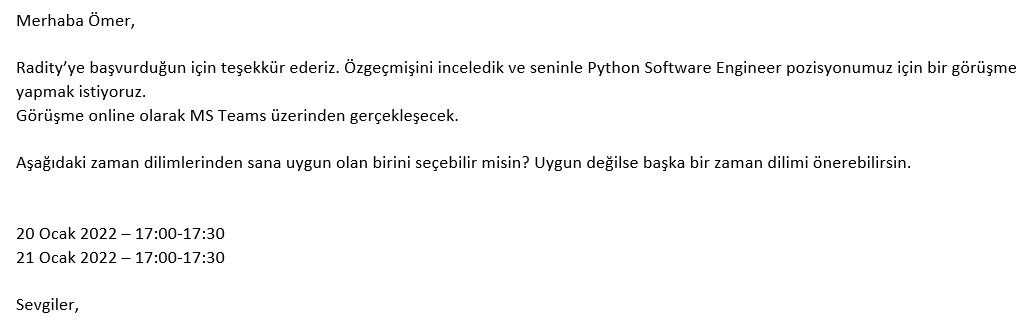 Merhaba Ömer,
Radity’ye başvurduğun için teşekkür ederiz. Özgeçmişini inceledik ve seninle Python Software Engineer pozisyonumuz için bir görüşme
yapmak istiyoruz.
Görüşme online olarak MS Teams üzerinden gerçekleşecek.
Aşağıdaki zaman dilimlerinden sana uygun olan birini seçebilir misin? Uygun değilse başka bir zaman dilimi önerebilirsin.
20 Ocak 2022 – 17:00-17:30
21 Ocak 2022 – 17:00-17:30
Sevgiler,